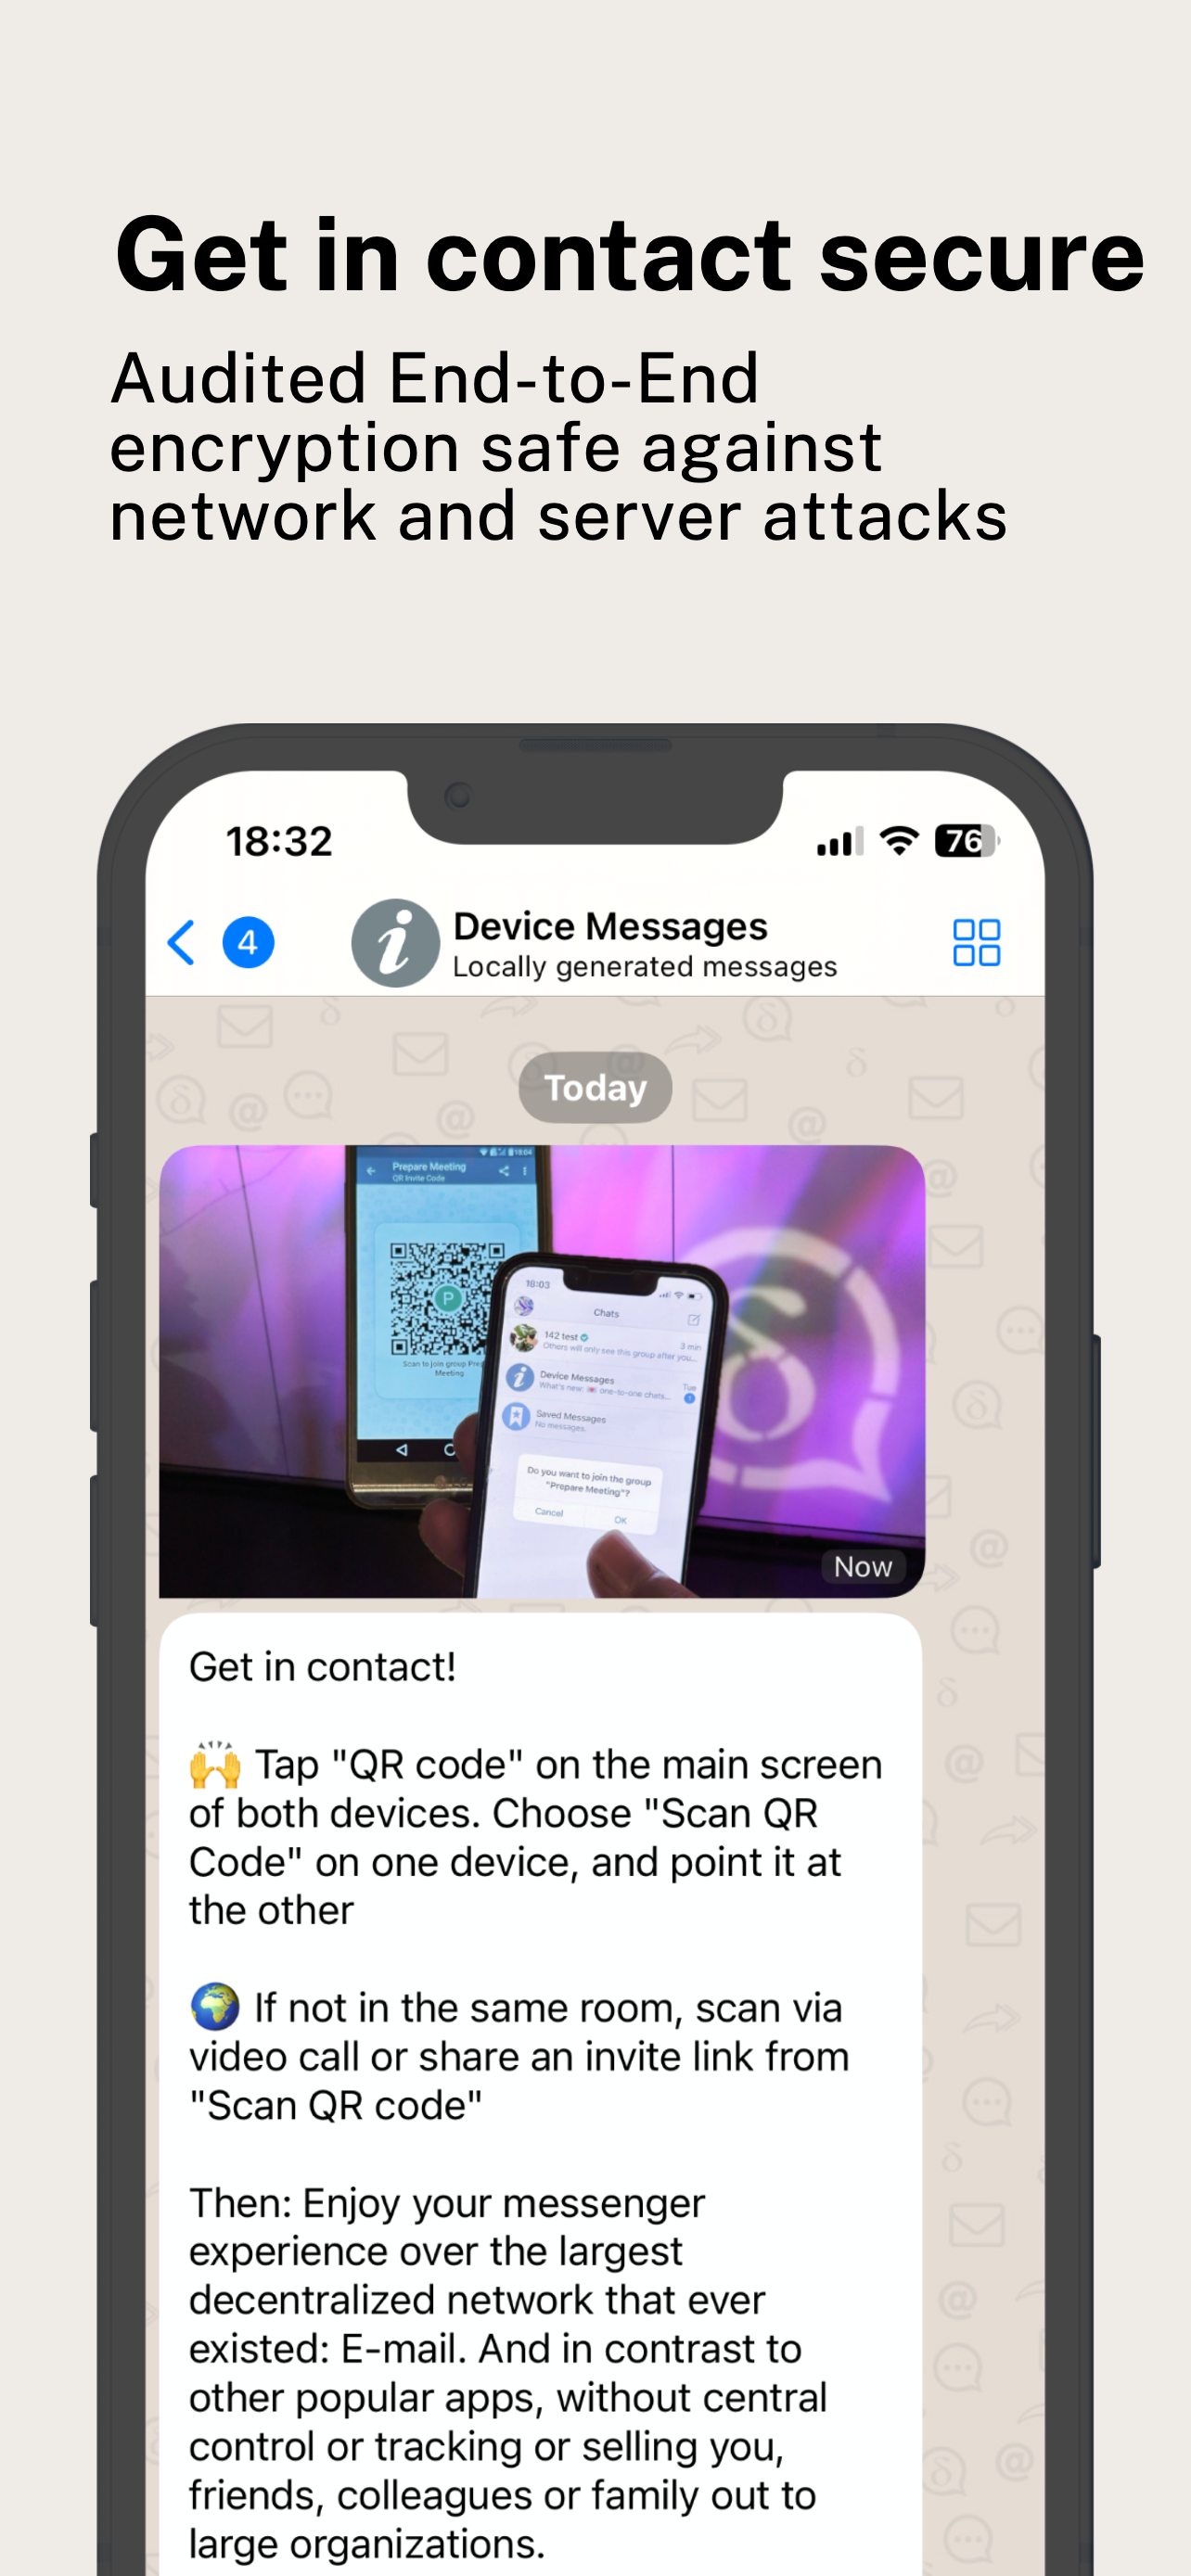 Get in contact secure
Audited End-to-End
encryption safe against
network and server attacks
18:32
76
4
Device Messages
Locally generated messages
Today
18:04
Prepare Meeting
QR Invite Code
P
Scan to join group
Meeting
18:03
Chats
142 test
3 min
Others will only see this group after you...
Device Messages
Tue
What's new: 💌 one-to-one chats...
Saved Messages
No messages.
Do you want to join the group
"Prepare Meeting"?
Cancel
OK
Now
Get in contact!
🙌 Tap "QR code" on the main screen
of both devices. Choose "Scan QR
Code" on one device, and point it at
the other
🌍 If not in the same room, scan via
video call or share an invite link from
"Scan QR code"
Then: Enjoy your messenger
experience over the largest
decentralized network that ever
existed: E-mail. And in contrast to
other popular apps, without central
control or tracking or selling you,
friends, colleagues or family out to
large organizations.